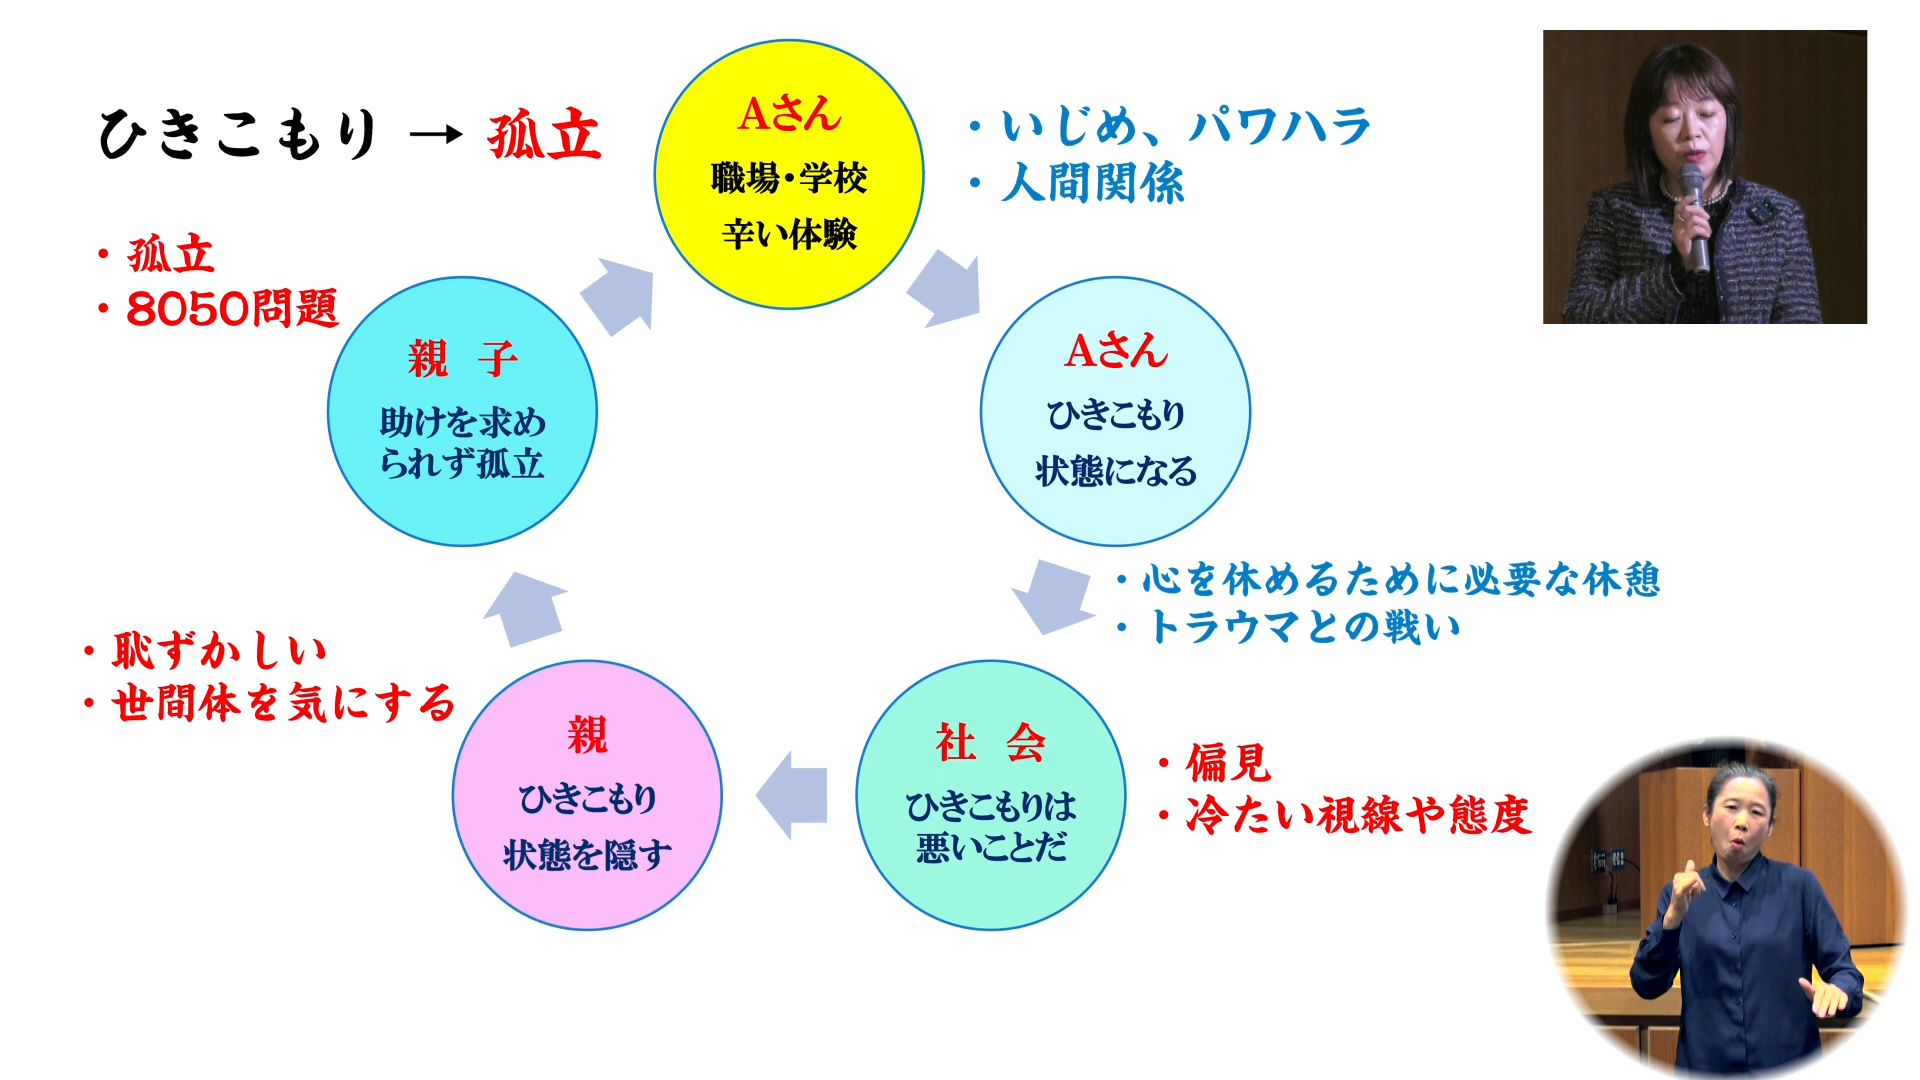 ひきこもり → 孤立
Aさん
職場・学校
辛い体験
・いじめ、パワハラ
・人間関係
Aさん
ひきこもり
状態になる
・心を休めるために必要な休憩
・トラウマとの戦い
社 会
ひきこもりは
悪いことだ
・偏見
・冷たい視線や態度
親
ひきこもり
状態を隠す
・恥ずかしい
・世間体を気にする
親 子
助けを求め
られず孤立
・孤立
・8050問題